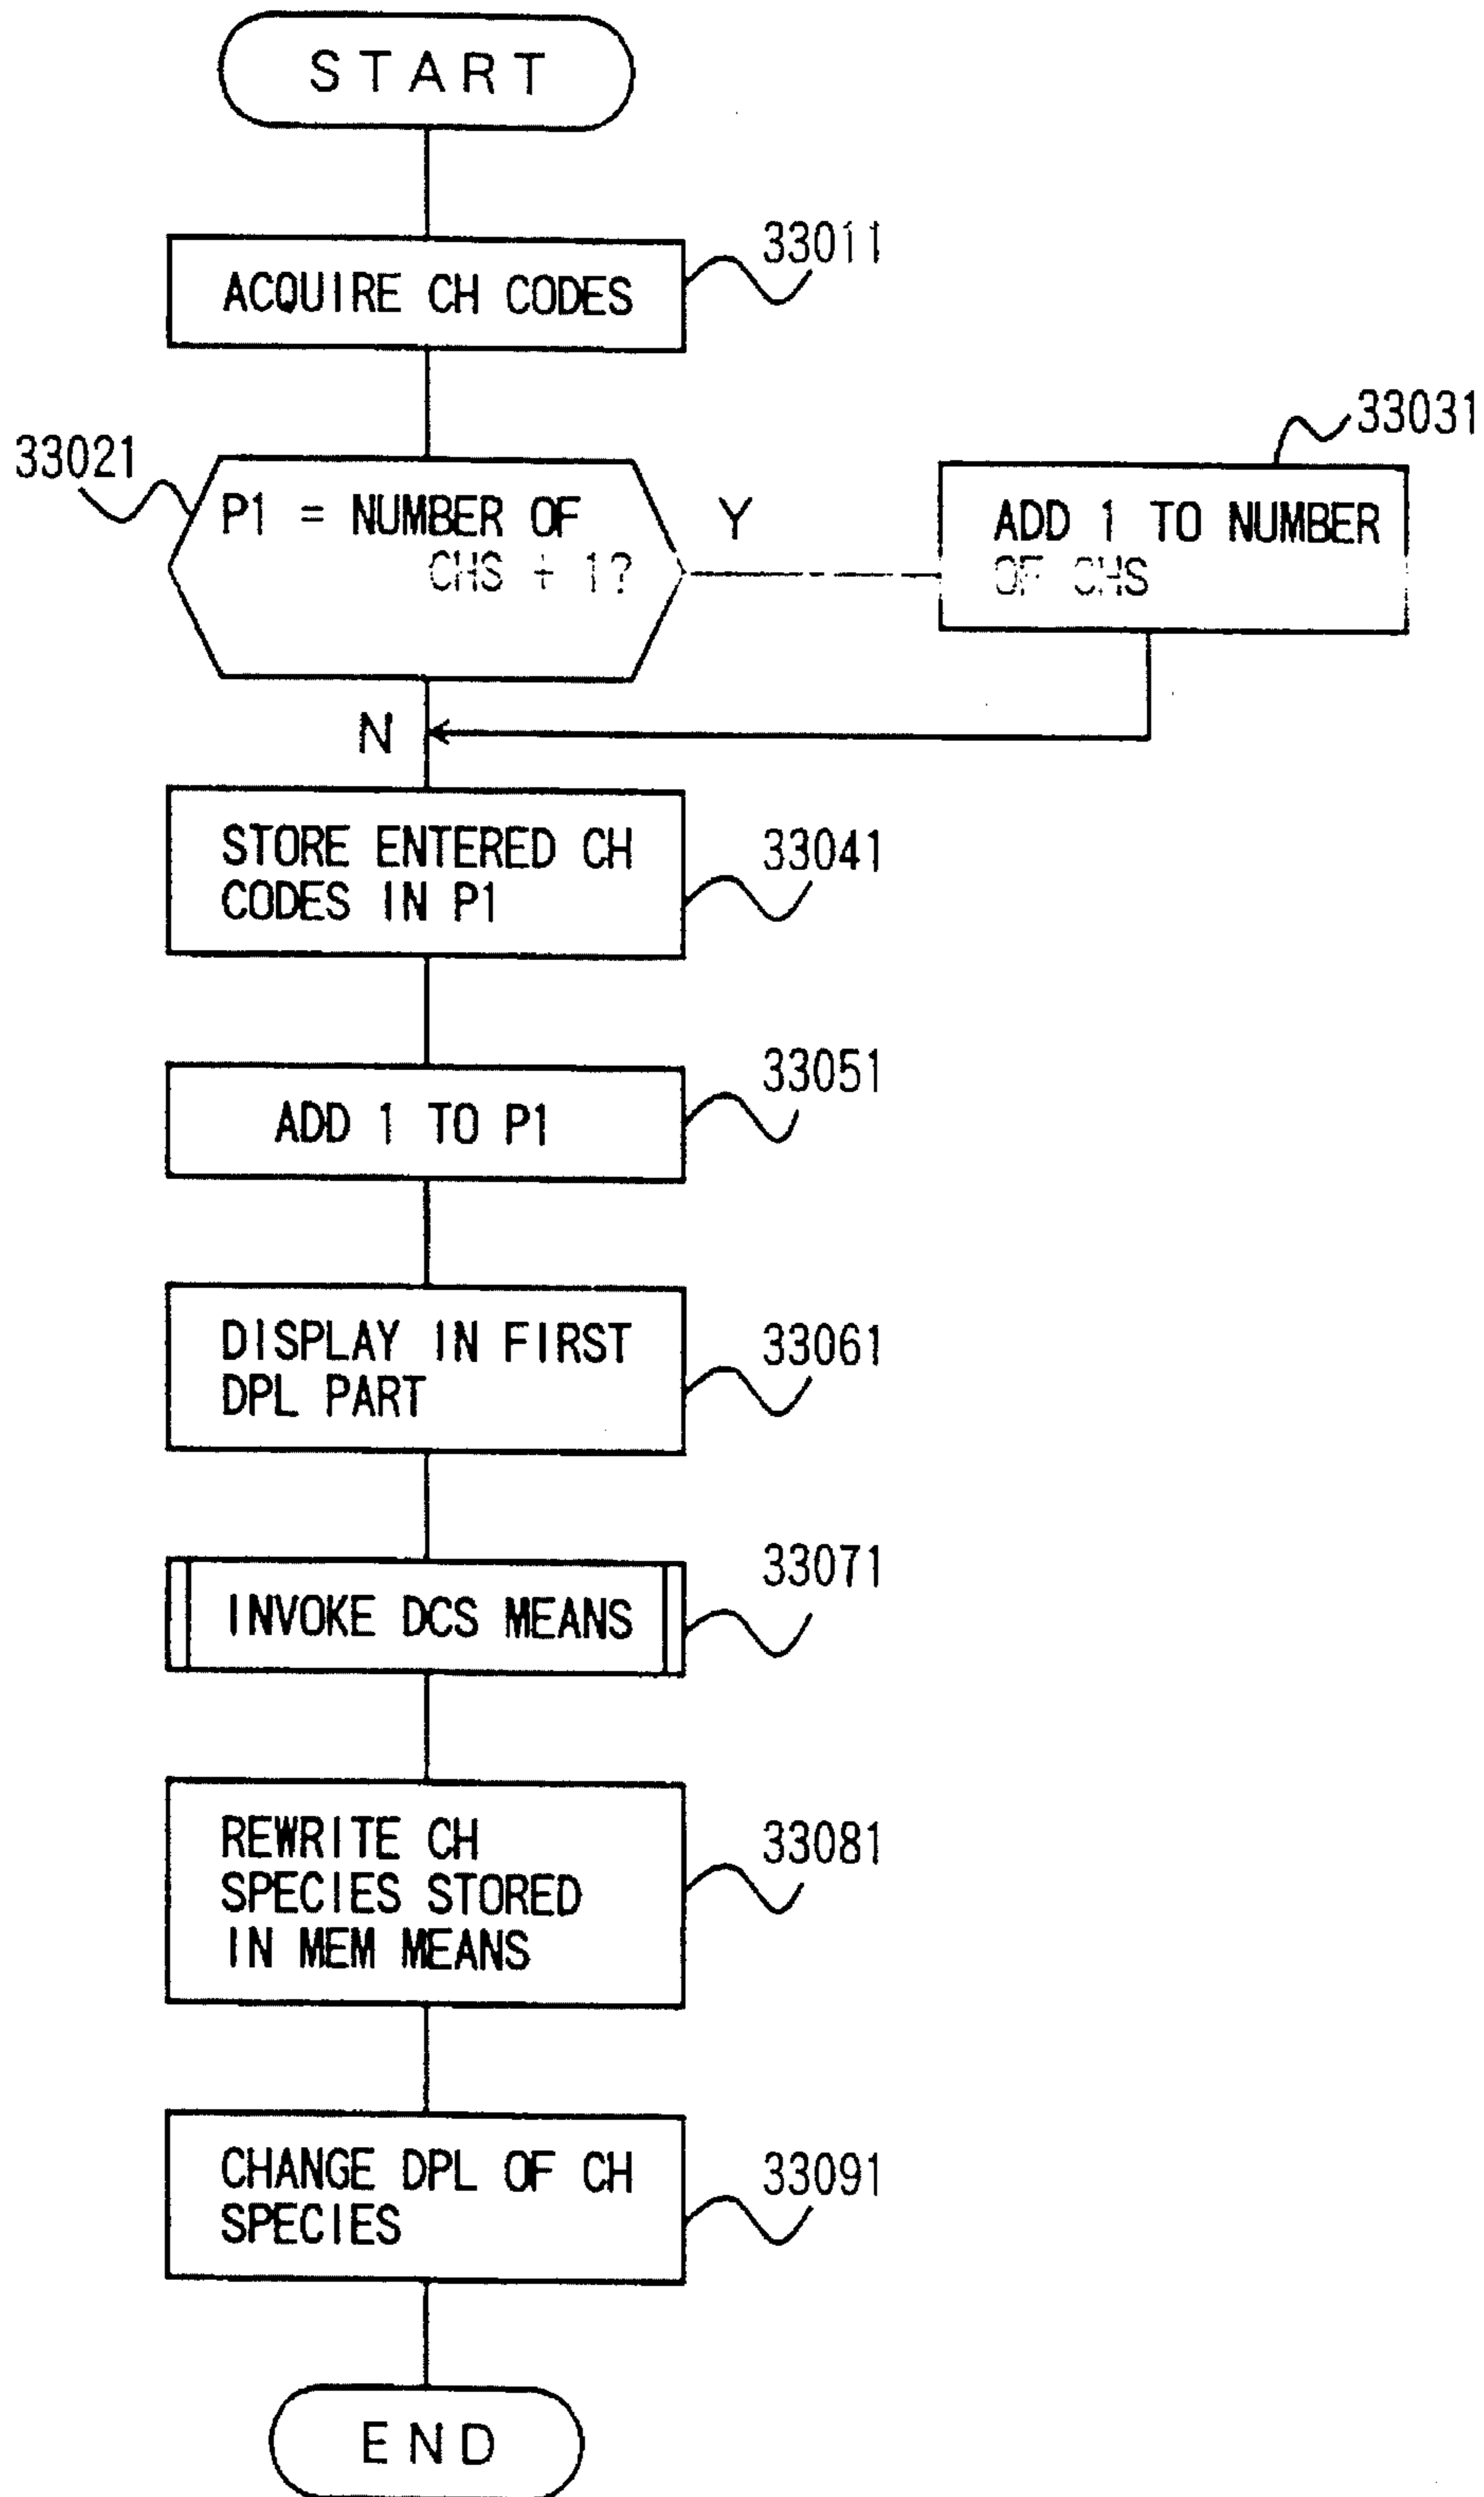 START
ACQUIRE CH CODES
33011
33021
P1 = NUMBER OF
CHS + 1?
Y
33031
ADD 1 TO NUMBER
OF CHS
N
STORE ENTERED CH
CODES IN P1
33041
ADD 1 TO P1
33051
DISPLAY IN FIRST
DPL PART
33061
INVOKE DCS MEANS
33071
REWRITE CH
SPECIES STORED
IN MEM MEANS
33081
CHANGE DPL OF CH
SPECIES
33091
END